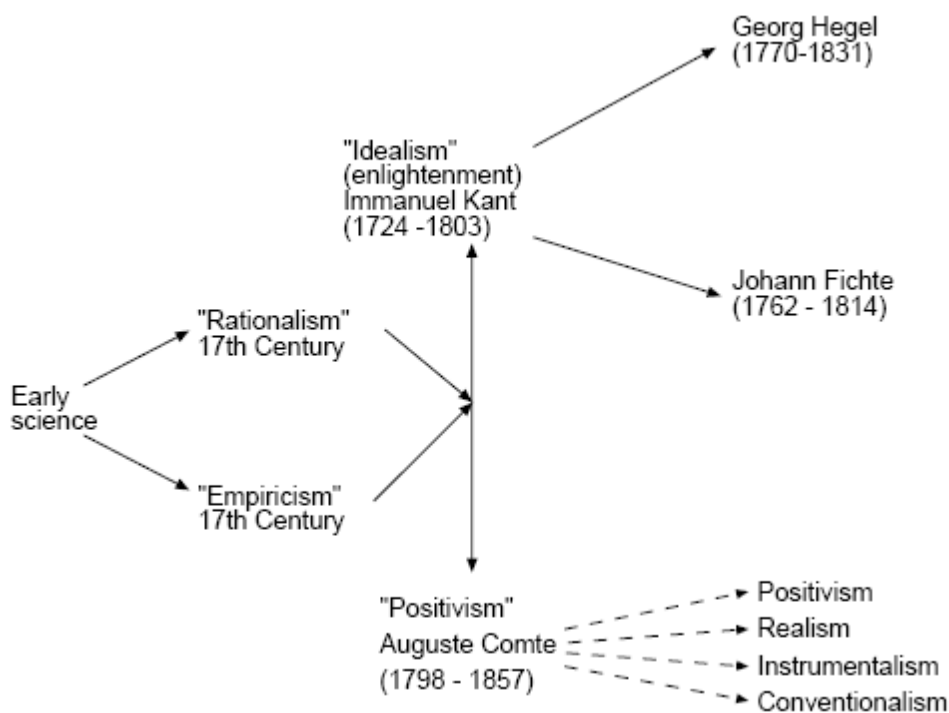 Georg Hegel
(1770-1831)
"Idealism"
(enlightenment)
Immanuel Kant
(1724 -1803)
Johann Fichte
(1762 - 1814)
"Rationalism"
17th Century
Early
science
"Empiricism"
17th Century
"Positivism"
Auguste Comte
(1798 - 1857)
Positivism
Realism
Instrumentalism
Conventionalism